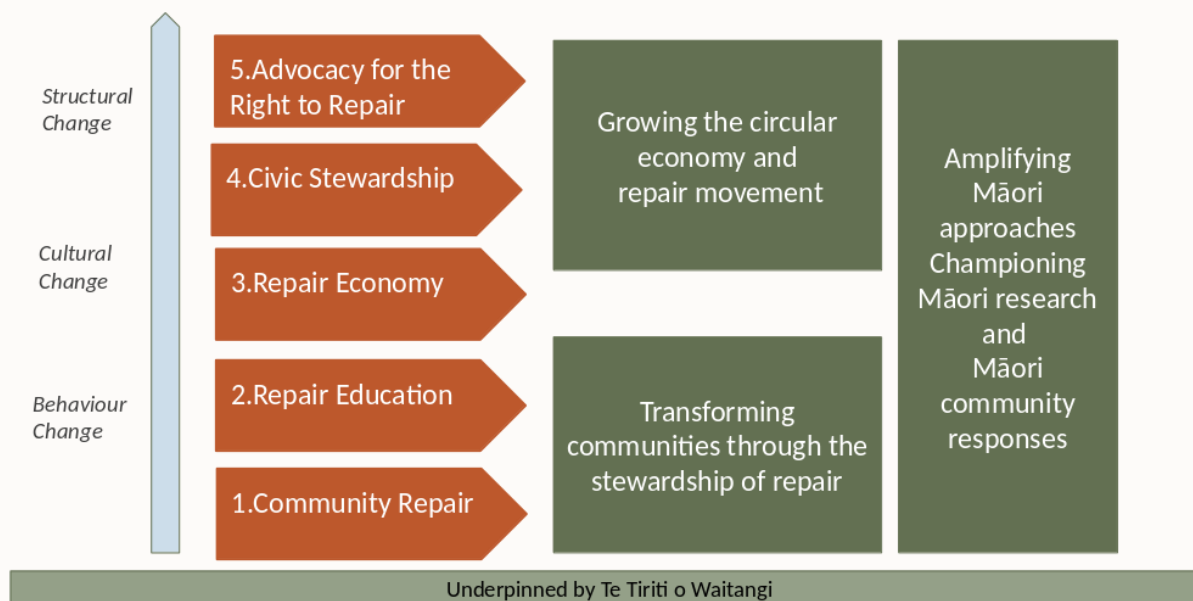 Structural
Change
Cultural
Change
Behaviour
Change
5.Advocacy for the
Right to Repair
4.Civic Stewardship
3.Repair Economy
2.Repair Education
1.Community Repair
Growing the circular
economy and
repair movement
Transforming
communities through the
stewardship of repair
Amplifying
Māori
approaches
Championing
Māori research
and
Māori
community
responses
Underpinned by Te Tiriti o Waitangi